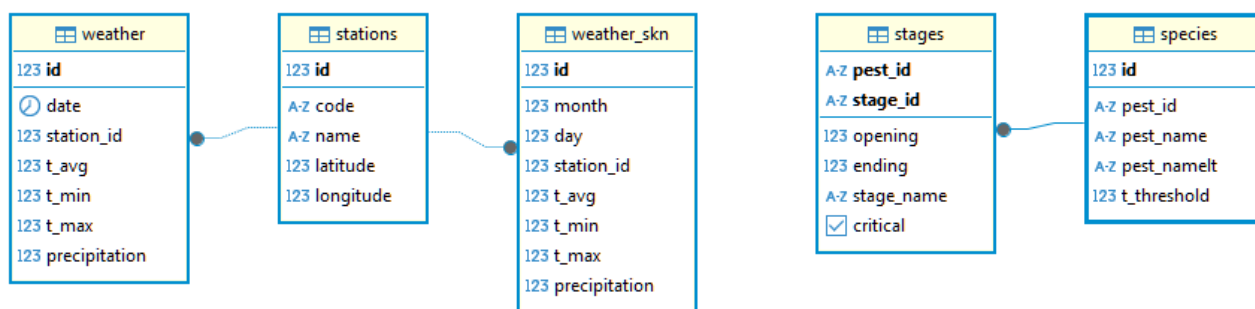 weather
123 id
date
123 station_id
123 t_avg
123 t_min
123 t_max
123 precipitation
stations
123 id
A-Z code
A-Z name
123 latitude
123 longitude
weather_skn
123 id
123 month
123 day
123 station_id
123 t_avg
123 t_min
123 t_max
123 precipitation
stages
A-Z pest_id
A-Z stage_id
123 opening
123 ending
A-Z stage_name
critical
species
123 id
A-Z pest_id
A-Z pest_name
A-Z pest_namelt
123 t_threshold